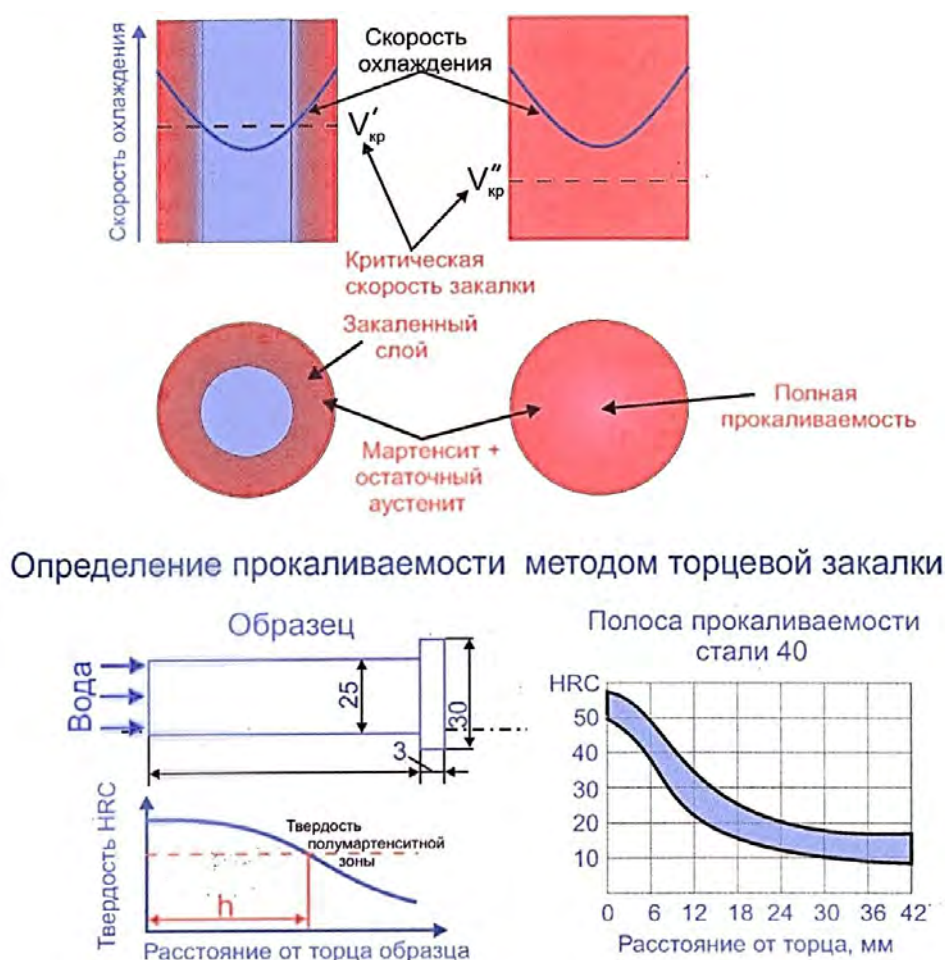 Скорость охлаждения
Скорость
охлаждения
V′кр
V″кр
Критическая
скорость закалки
Закаленный
слой
Полная
прокаливаемость
Мартенсит +
остаточный
аустенит
Определение прокаливаемости методом торцевой закалки
Образец
Вода
25
30
3
Твердость HRC
Твердость
полумартенситной
зоны
h
Расстояние от торца образца
Полоса прокаливаемости
стали 40
HRC
50
40
30
20
10
0 6 12 18 24 30 36 42
Расстояние от торца, мм